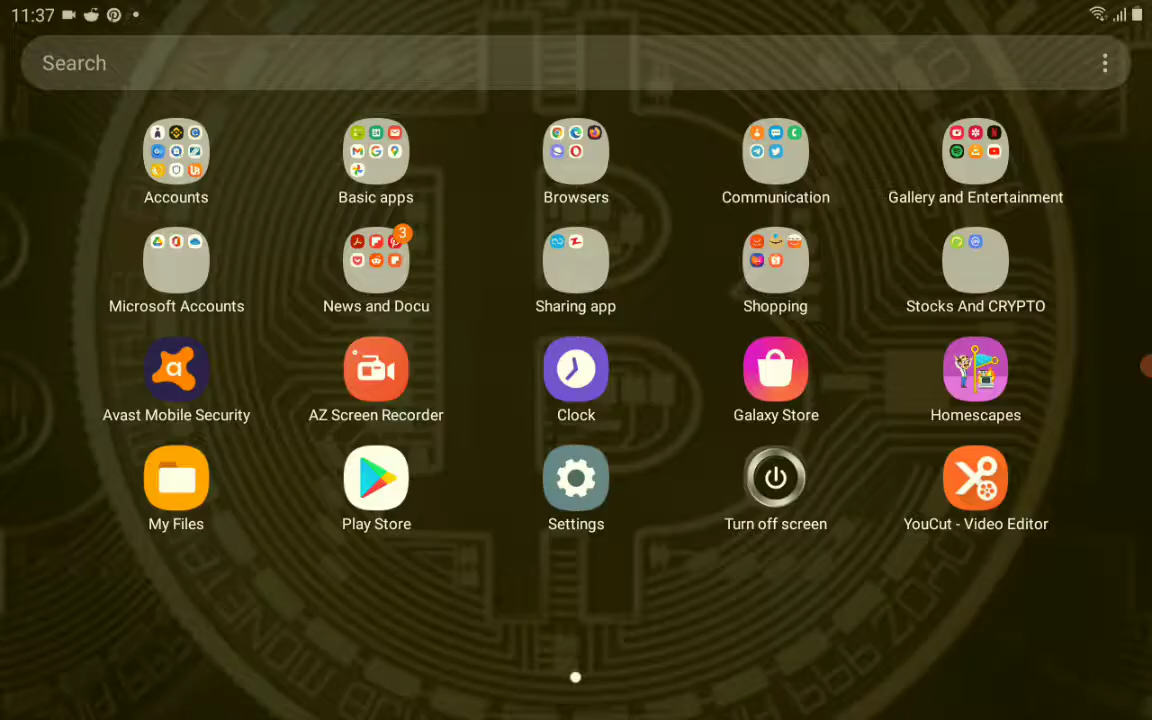 11:37
Search
Accounts
Basic apps
Browsers
Communication
Gallery and Entertainment
3
Microsoft Accounts
News and Docu
Sharing app
Shopping
Stocks And CRYPTO
Avast Mobile Security
AZ Screen Recorder
Clock
Galaxy Store
Homescapes
My Files
Play Store
Settings
Turn off screen
YouCut - Video Editor